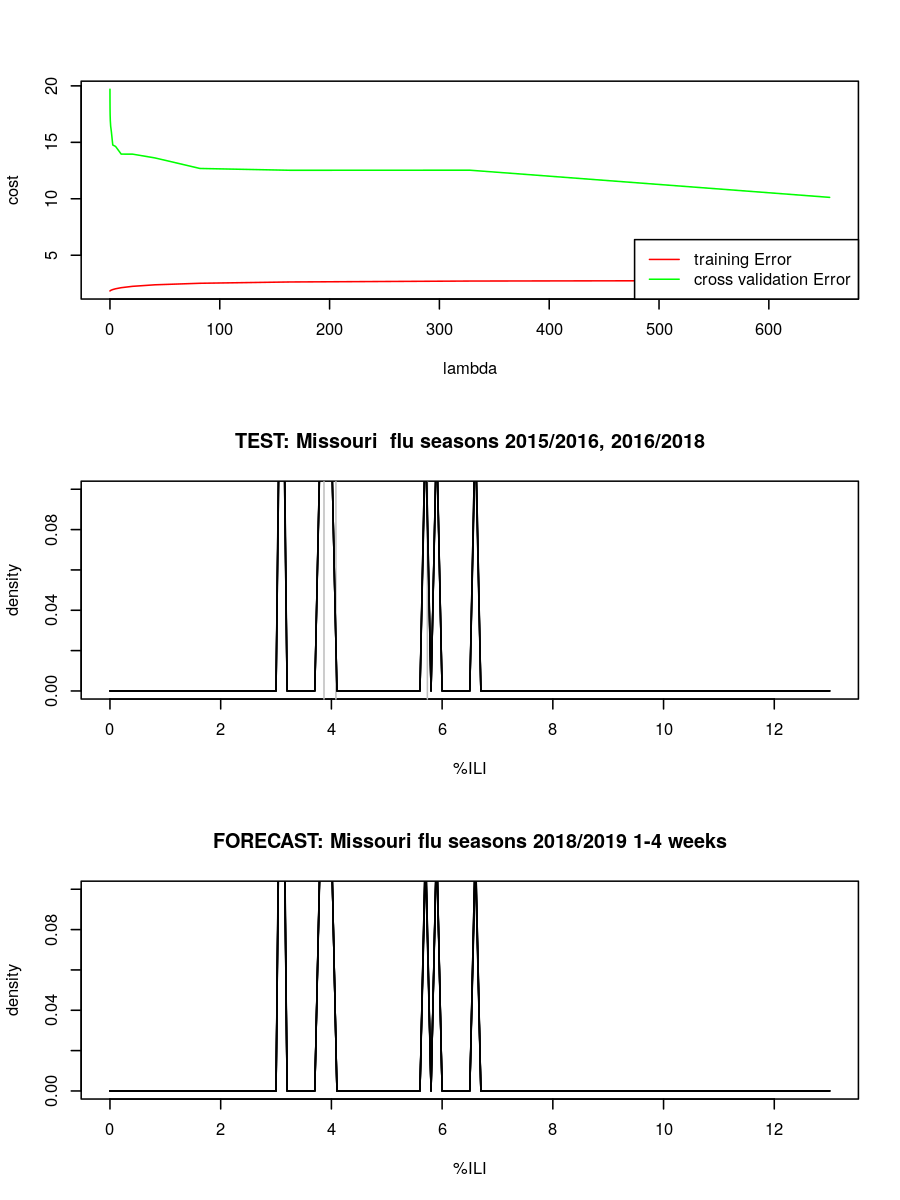 20
15
10
5
cost
training Error
cross validation Error
0 100 200 300 400 500 600
lambda
TEST: Missouri  flu seasons 2015/2016, 2016/2018
0.08
0.04
0.00
density
0 2 4 6 8 10 12
%ILI
FORECAST: Missouri flu seasons 2018/2019 1-4 weeks
0.08
0.04
0.00
density
0 2 4 6 8 10 12
%ILI